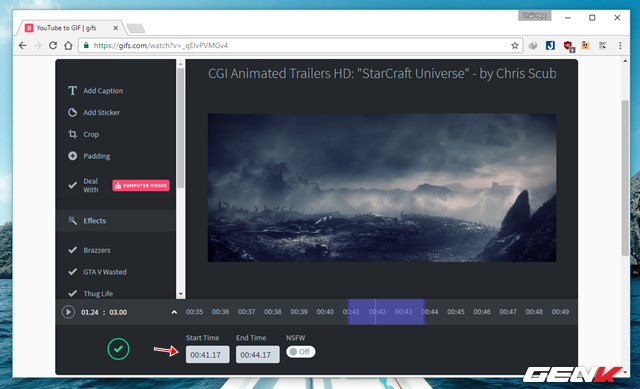 YouTube to GIF | gifs
https://gifs.com/watch?v=_qEIvPVMGv4
CGI Animated Trailers HD: "StarCraft Universe" - by Chris Scub
Add Caption
Add Sticker
Crop
Padding
Deal
With
COMPUTER VISION
Effects
Brazzers
GTA V Wasted
Thug Life
01.24 : 03.00
00:35 00:36 00:37 00:38 00:39 00:40 00:41 00:42 00:43 00:44 00:45 00:46 00:47 00:48 00:49
Start Time End Time NSFW
00:41.17 00:44.17 Off
GENK